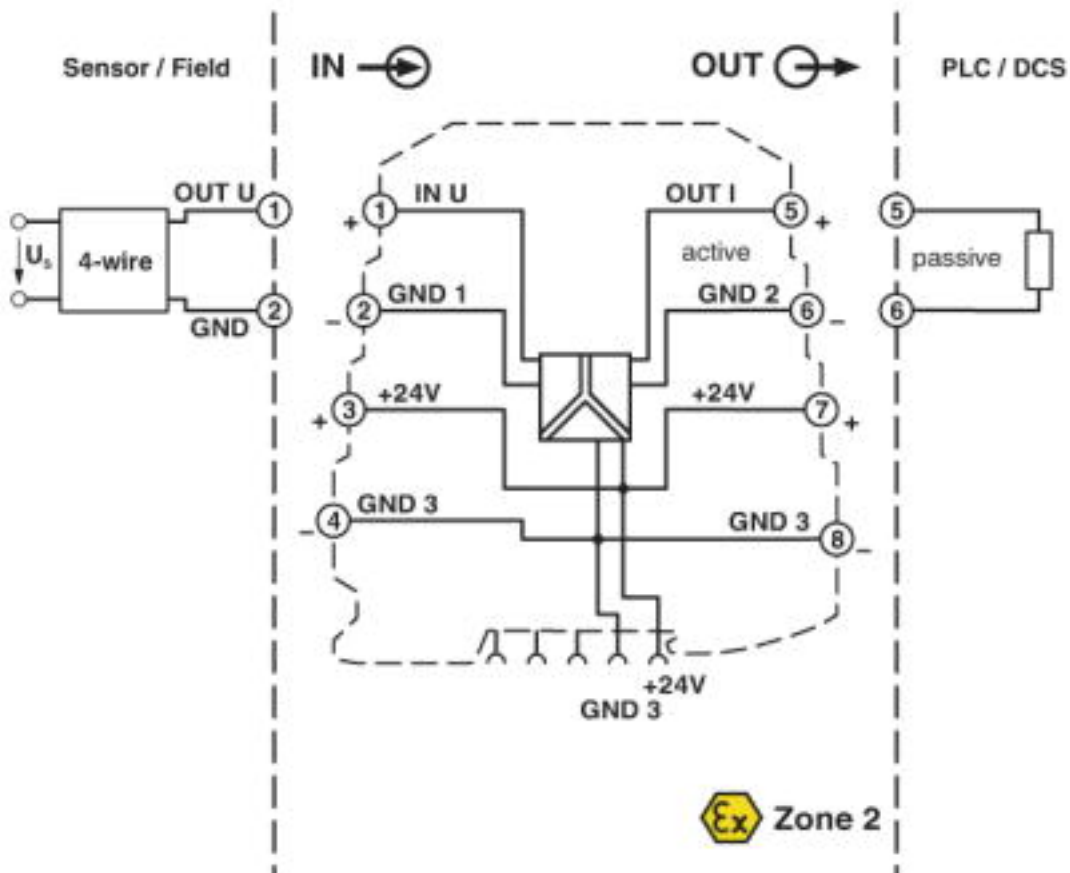 Sensor / Field IN OUT PLC / DCS
OUT U 1 1 IN U OUT I 5 5
+ +
Us 4-wire active passive
GND 2 2 GND 1 GND 2 6 6
– –
3 +24V +24V 7
+ +
4 GND 3 GND 3 8
– –
+24V
GND 3
Ex Zone 2